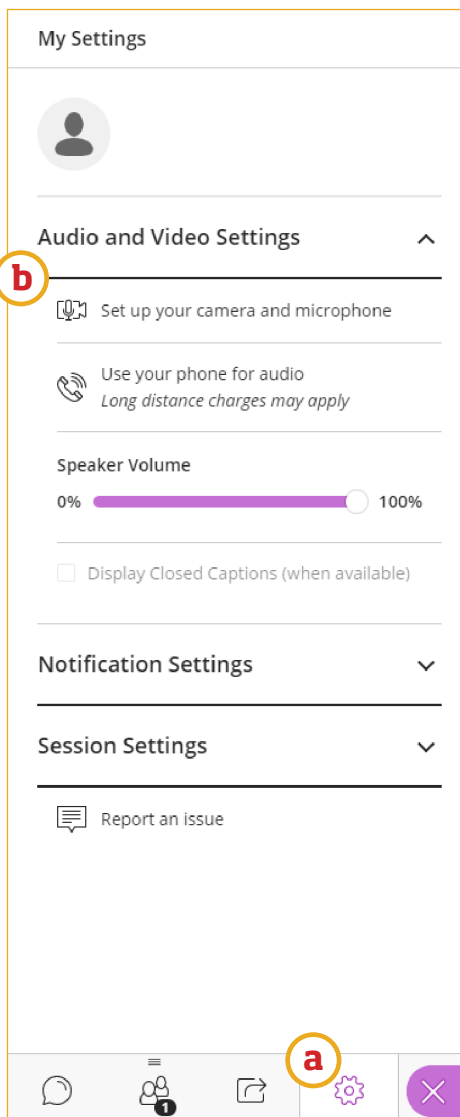 My Settings
Audio and Video Settings
b
Set up your camera and microphone
Use your phone for audio
Long distance charges may apply
Speaker Volume
0% 100%
Display Closed Captions (when available)
Notification Settings
Session Settings
Report an issue
a
1